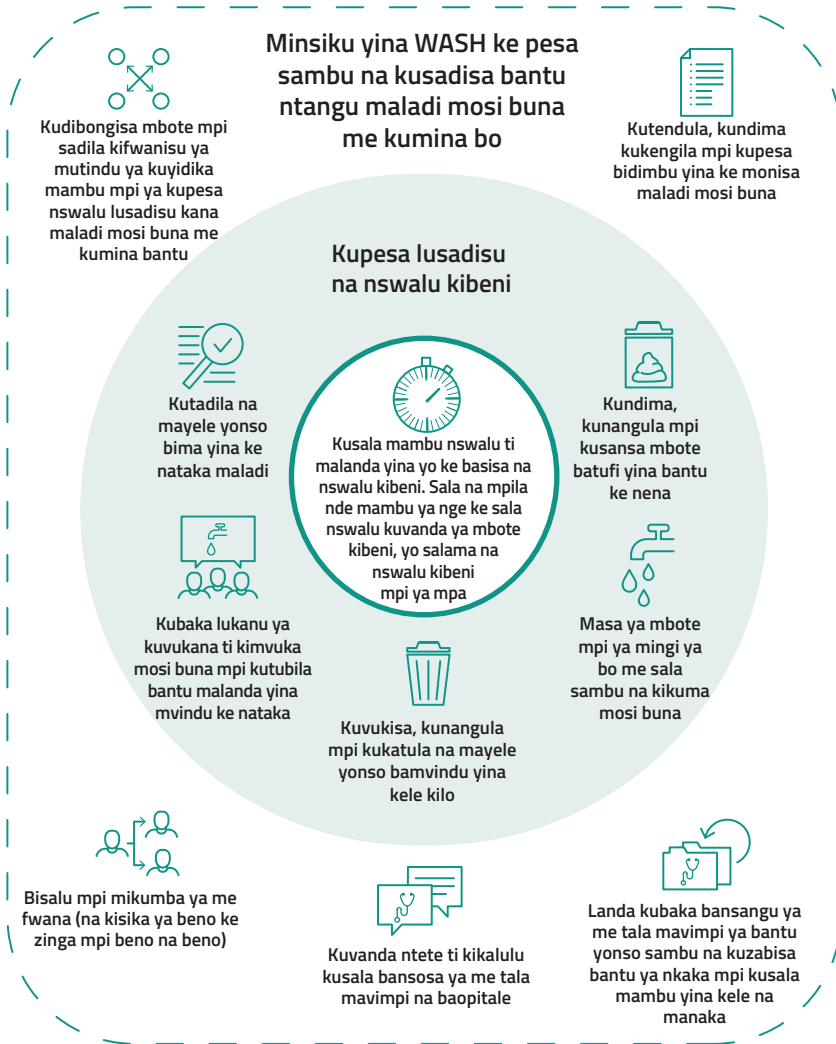 Minsiku yina WASH ke pesa
sambu na kusadisa bantu
ntangu maladi mosi buna
me kumina bo
Kudibongisa mbote mpi
sadila kifwanisu ya
mutindu ya kuyidika
mambu mpi ya kupesa
nswalu lusadisu kana
maladi mosi buna me
kumina bantu
Kutendula, kundima
kukengila mpi kupesa
bidimbu yina ke monisa
maladi mosi buna
Kupesa lusadisu
na nswalu kibeni
Kutadila na
mayele yonso
bima yina ke
nataka maladi
Kusala mambu nswalu ti
malanda yina yo ke basisa na
nswalu kibeni. Sala na mpila
nde mambu ya nge ke sala
nswalu kuvanda ya mbote
kibeni, yo salama na
nswalu kibeni
mpi ya mpa
Kundima,
kunangula mpi
kusansa mbote
batufi yina bantu
ke nena
Kubaka lukanu ya
kuvukana ti kimvuka
mosi buna mpi kutubila
bantu malanda yina
mvindu ke nataka
Masa ya mbote
mpi ya mingi ya
bo me sala
sambu na kikuma
mosi buna
Kuvukisa, kunangula
mpi kukatula na mayele
yonso bamvindu yina
kele kilo
Bisalu mpi mikumba ya me
fwana (na kisika ya beno ke
zinga mpi beno na beno)
Kuvanda ntete ti kikalulu
kusala bansosa ya me tala
mavimpi na baopitale
Landa kubaka bansangu ya
me tala mavimpi ya bantu
yonso sambu na kuzabisa
bantu ya nkaka mpi kusala
mambu yina kele na
manaka